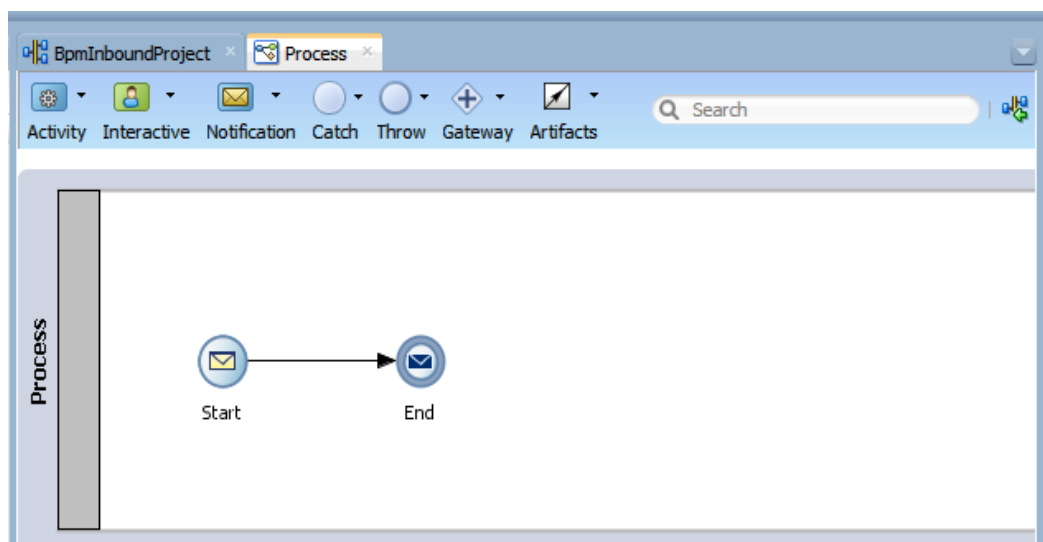 BpmInboundProject Process
Search
Activity Interactive Notification Catch Throw Gateway Artifacts
Process
Start End